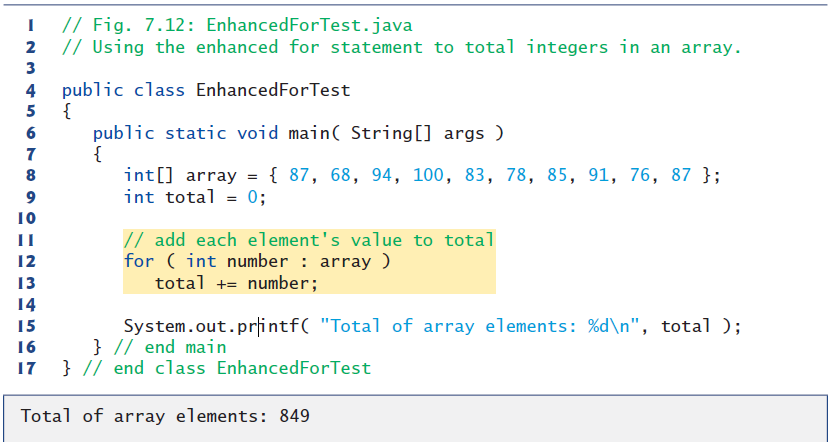 1 // Fig. 7.12: EnhancedForTest.java
2 // Using the enhanced for statement to total integers in an array.
3
4 public class EnhancedForTest
5 {
6 public static void main( String[] args )
7 {
8 int[] array = { 87, 68, 94, 100, 83, 78, 85, 91, 76, 87 };
9 int total = 0;
10
11 // add each element's value to total
12 for ( int number : array )
13 total += number;
14
15 System.out.printf( "Total of array elements: %d\n", total );
16 } // end main
17 } // end class EnhancedForTest
Total of array elements: 849